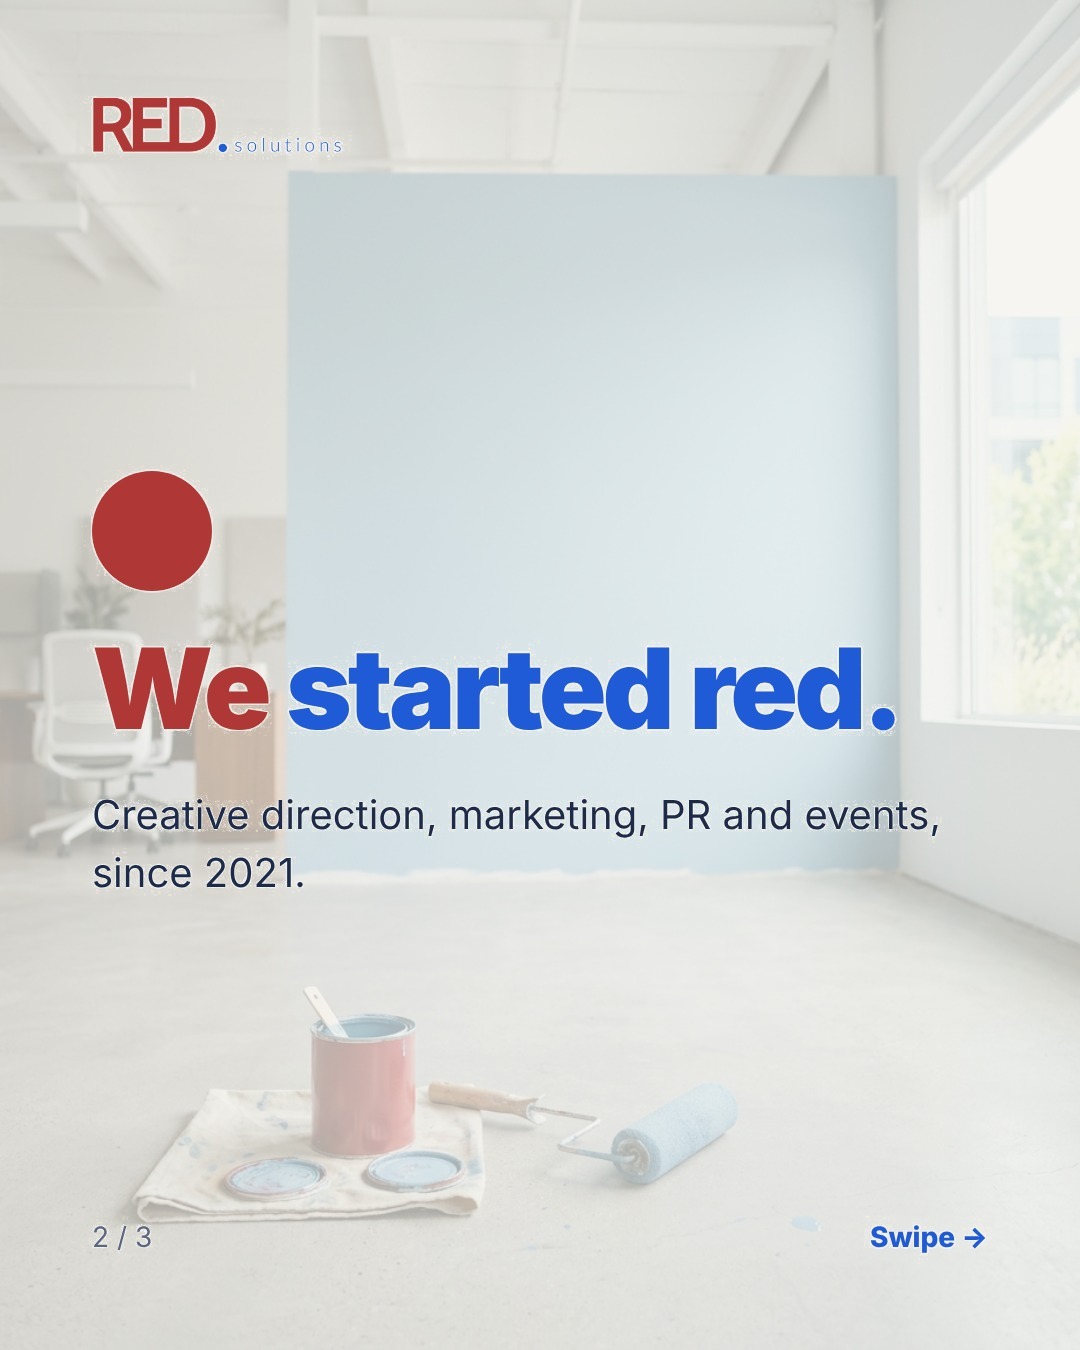 RED.solutions
We started red.
Creative direction, marketing, PR and events,
since 2021.
2 / 3
Swipe →